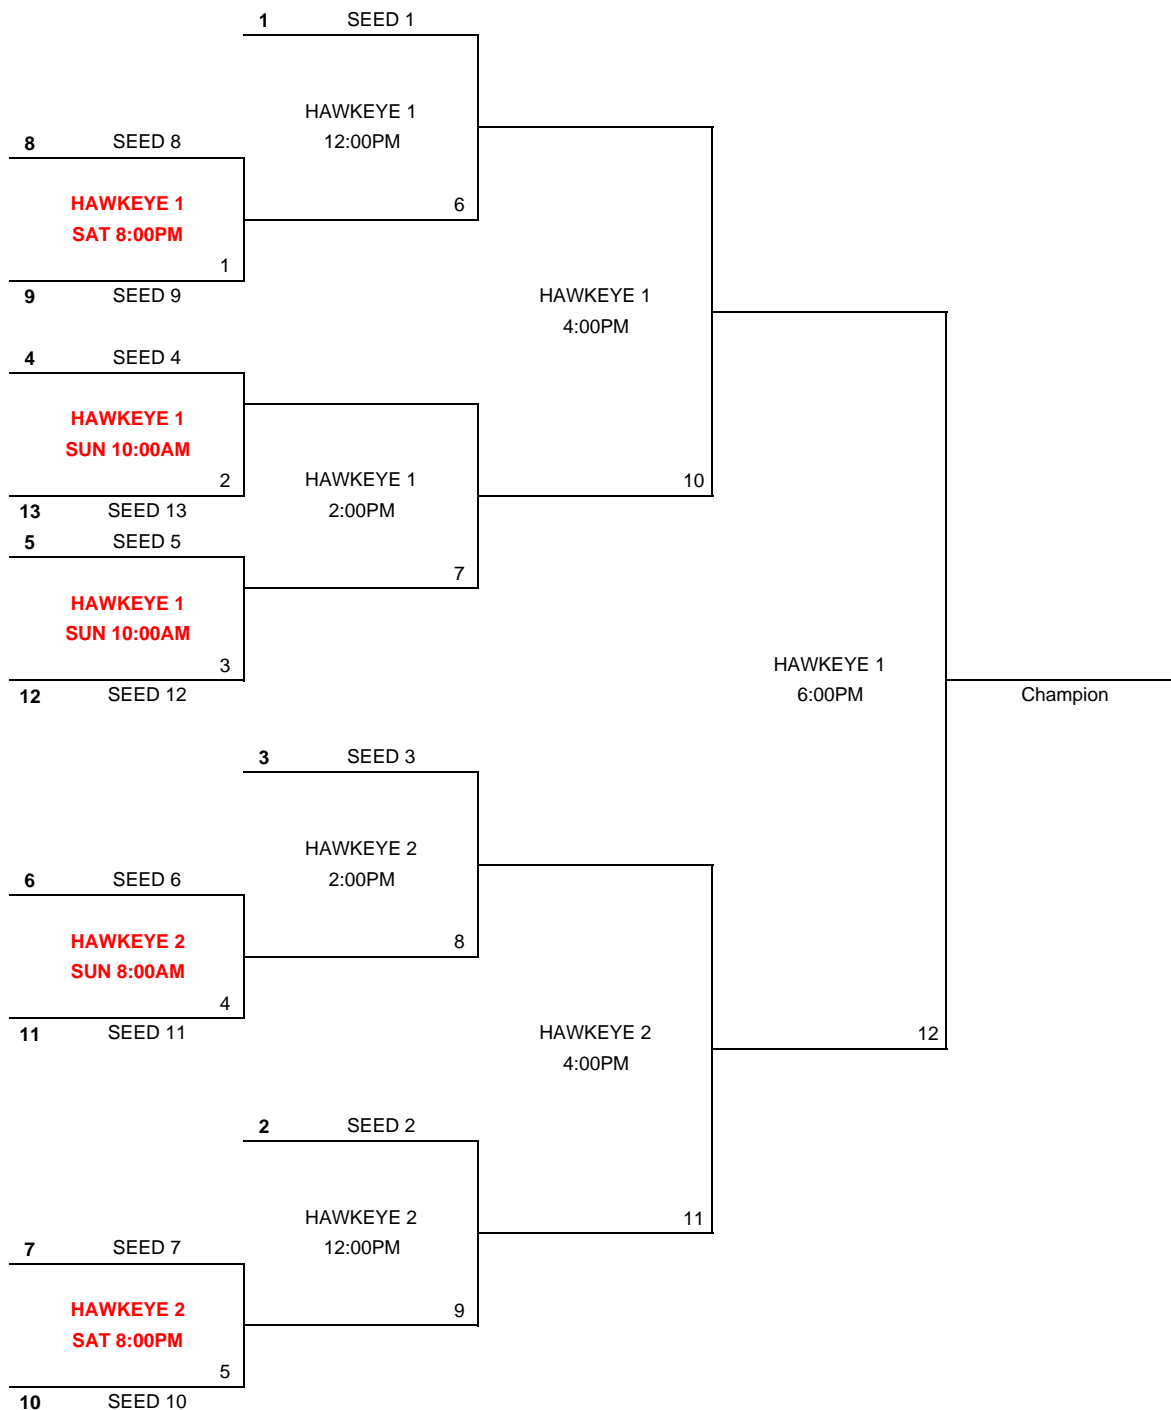 1 SEED 1
HAWKEYE 1
12:00PM
8 SEED 8
HAWKEYE 1
SAT 8:00PM
6
1
9 SEED 9
HAWKEYE 1
4:00PM
4 SEED 4
HAWKEYE 1
SUN 10:00AM
2
HAWKEYE 1
2:00PM
10
13 SEED 13
5 SEED 5
7
HAWKEYE 1
SUN 10:00AM
3
12 SEED 12
HAWKEYE 1
6:00PM
Champion
3 SEED 3
HAWKEYE 2
2:00PM
6 SEED 6
HAWKEYE 2
SUN 8:00AM
8
4
11 SEED 11
HAWKEYE 2
4:00PM
12
2 SEED 2
HAWKEYE 2
12:00PM
11
7 SEED 7
HAWKEYE 2
SAT 8:00PM
9
5
10 SEED 10